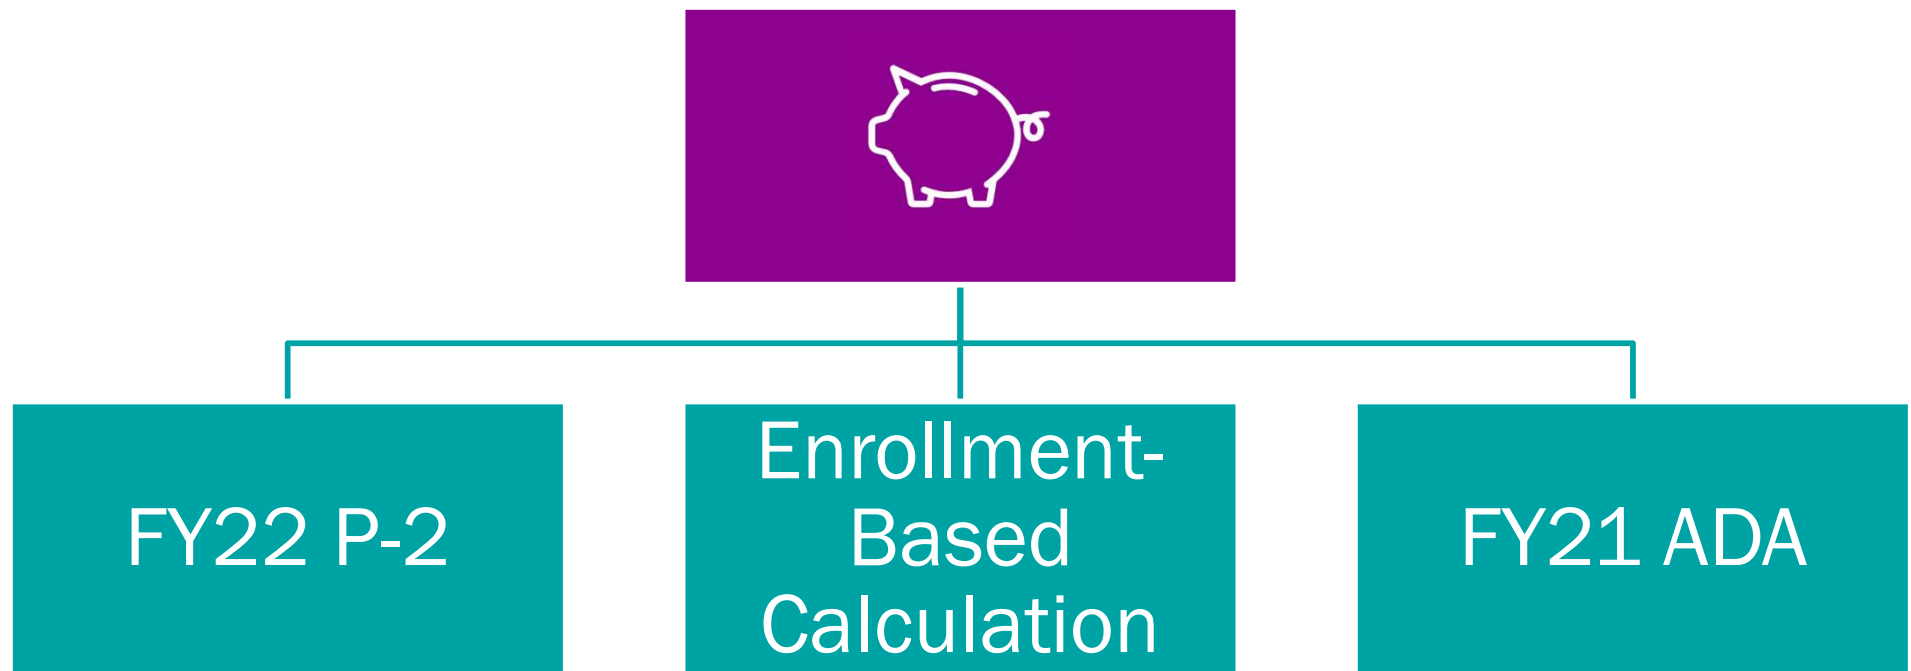 FY22 P-2
Enrollment-
Based
Calculation
FY21 ADA